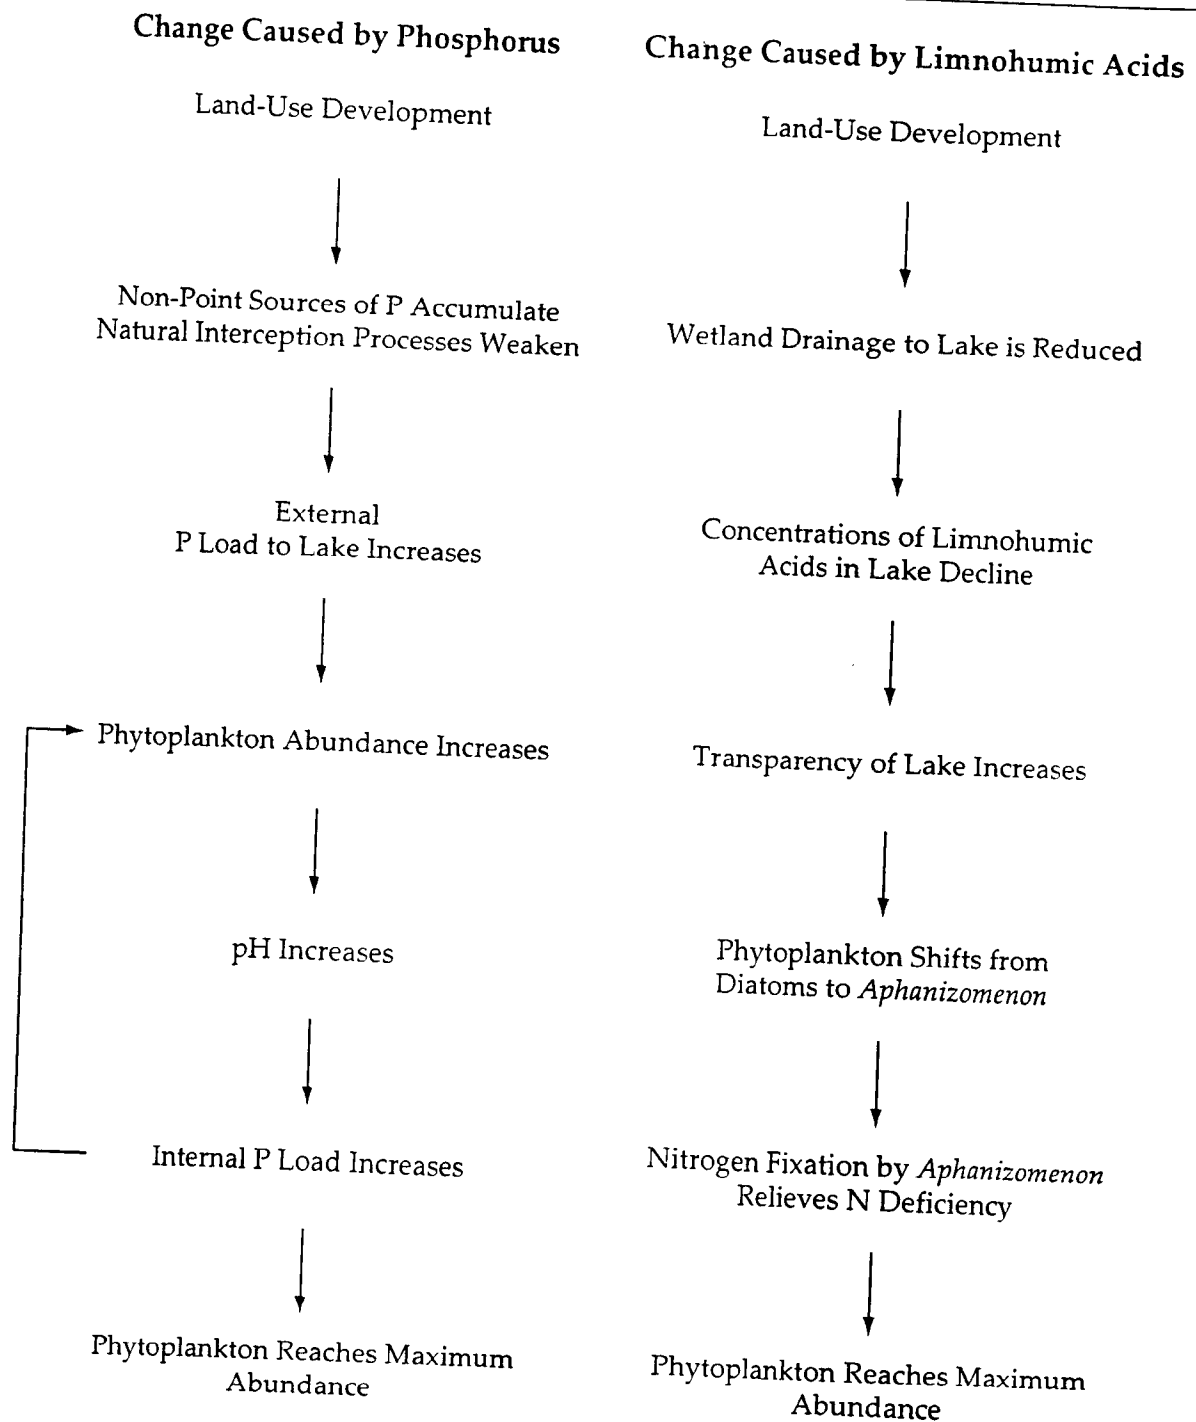 Change Caused by Phosphorus
Land-Use Development
Non-Point Sources of P Accumulate
Natural Interception Processes Weaken
External
P Load to Lake Increases
Phytoplankton Abundance Increases
pH Increases
Internal P Load Increases
Phytoplankton Reaches Maximum
Abundance
Change Caused by Limnohumic Acids
Land-Use Development
Wetland Drainage to Lake is Reduced
Concentrations of Limnohumic
Acids in Lake Decline
Transparency of Lake Increases
Phytoplankton Shifts from
Diatoms to Aphanizomenon
Nitrogen Fixation by Aphanizomenon
Relieves N Deficiency
Phytoplankton Reaches Maximum
Abundance